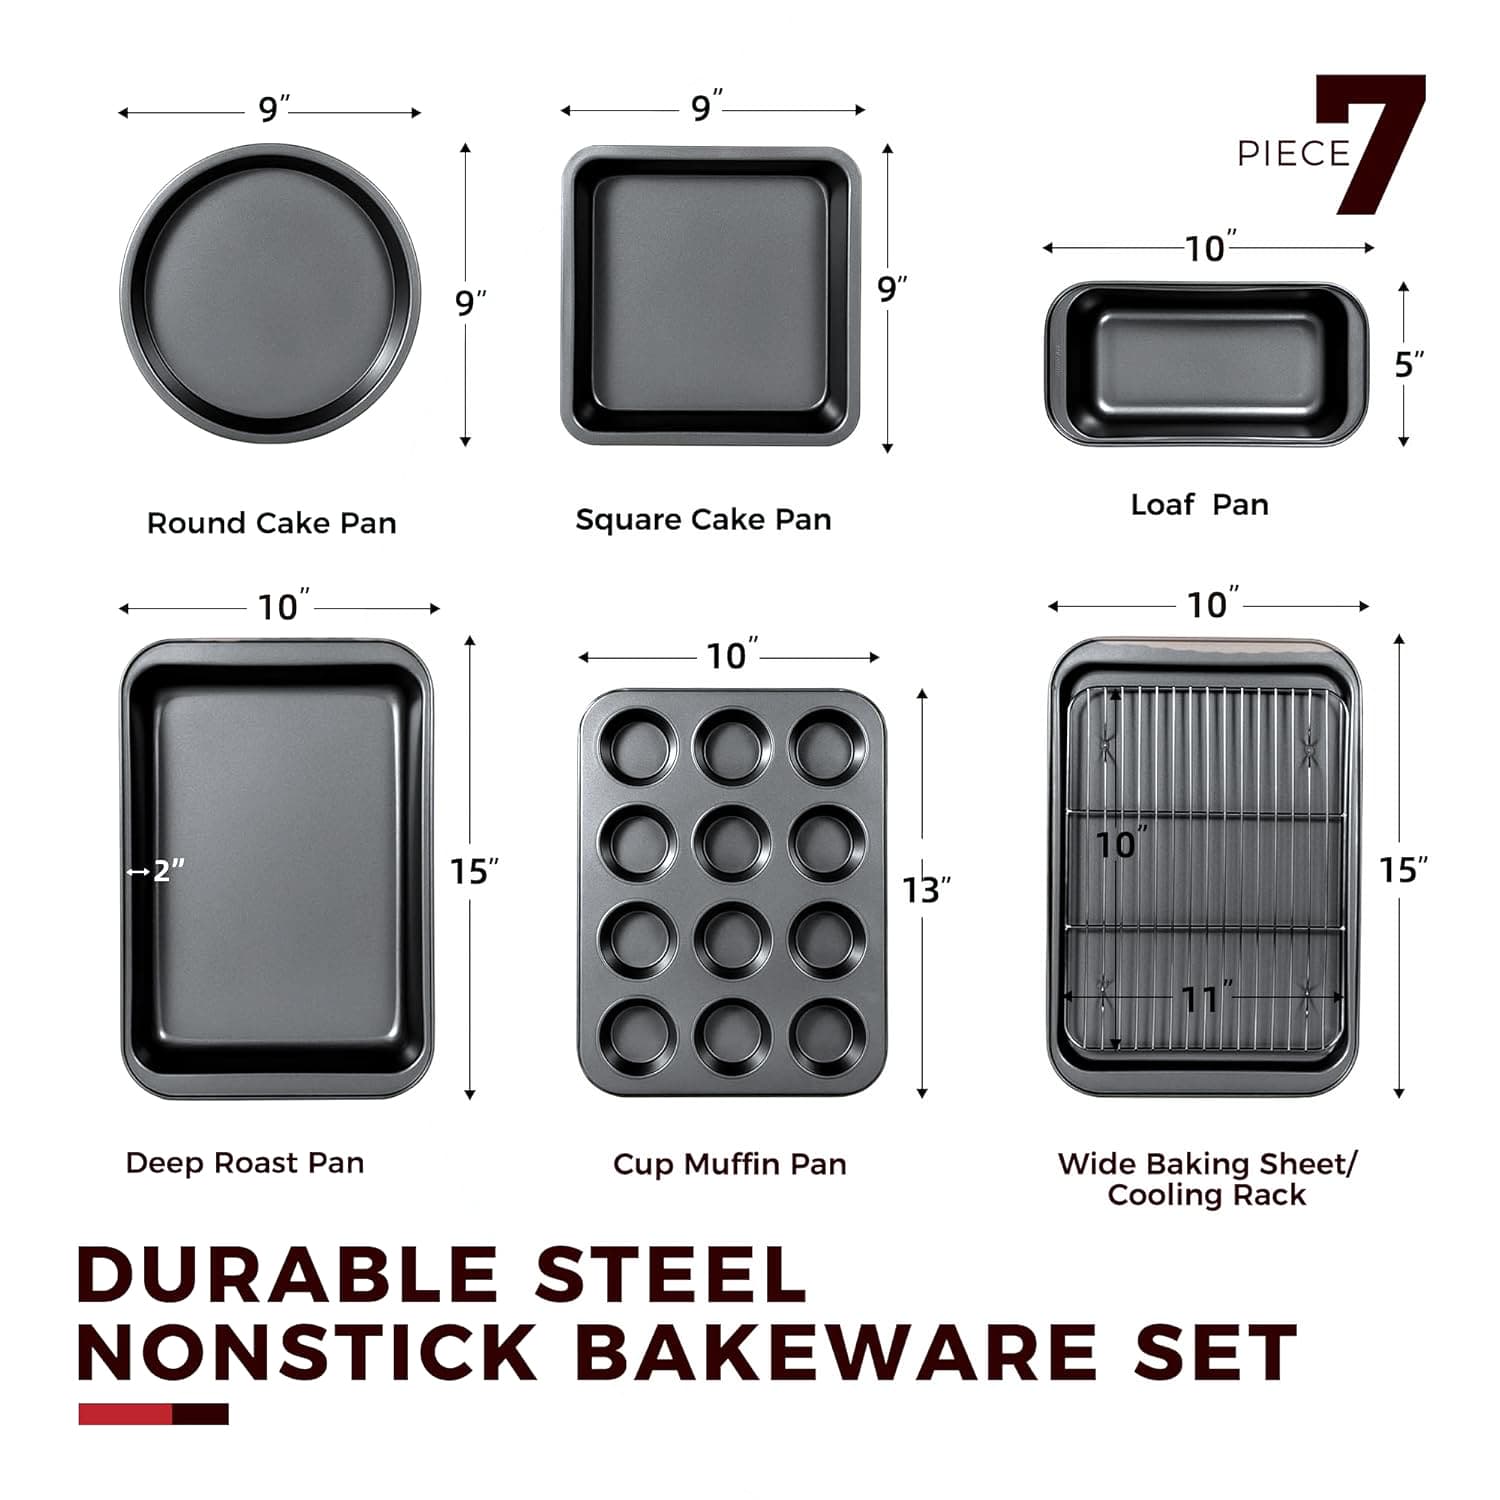 PIECE 7
9”
9”
Round Cake Pan
9”
9”
Square Cake Pan
10”
5”
Loaf Pan
10”
15”
2”
Deep Roast Pan
10”
13”
Cup Muffin Pan
10”
15”
10”
11”
Wide Baking Sheet/
Cooling Rack
DURABLE STEEL
NONSTICK BAKEWARE SET